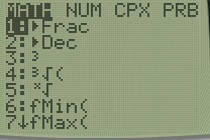 MATH NUM CPX PRB
1:▸Frac
2:▸Dec
3:³
4:³√(
5:ˣ√
6:fMin(
7↓fMax(